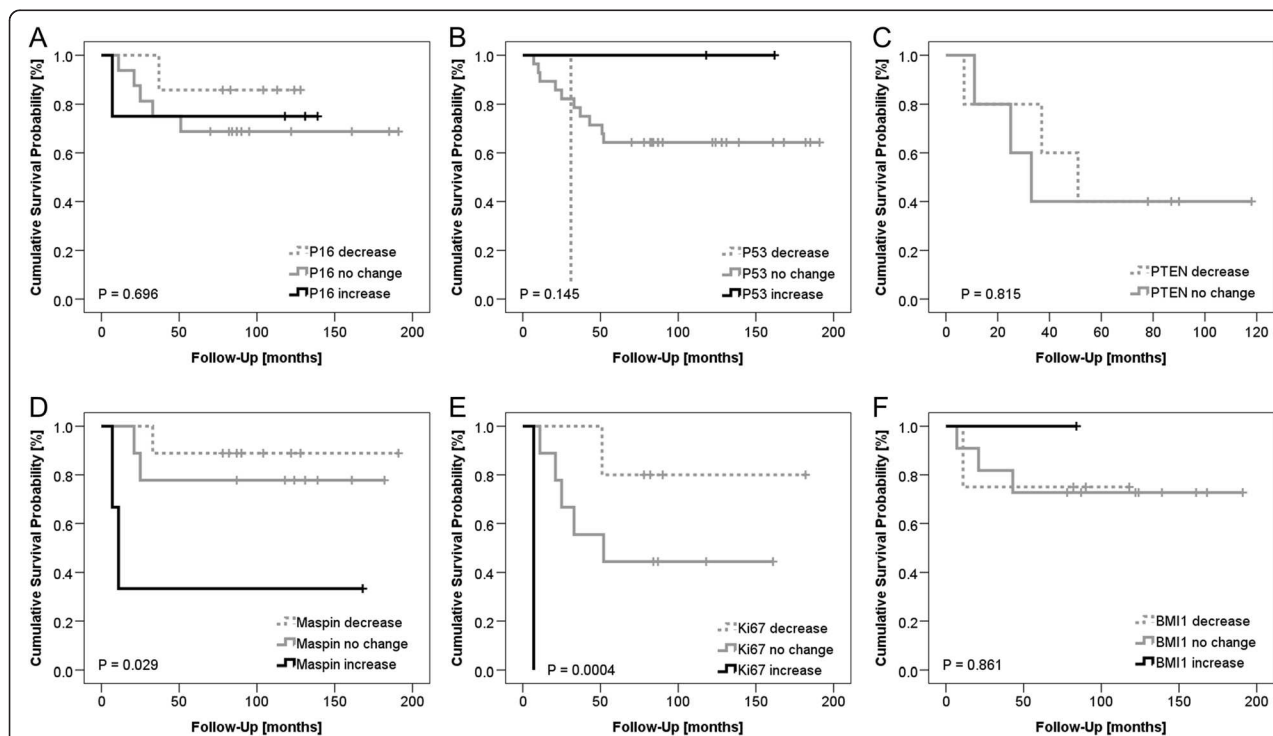 A
Cumulative Survival Probability [%]
1.0
0.8
0.6
0.4
0.2
0.0
P16 decrease
P16 no change
P16 increase
P = 0.696
0 50 100 150 200
Follow-Up [months]
B
Cumulative Survival Probability [%]
1.0
0.8
0.6
0.4
0.2
0.0
P53 decrease
P53 no change
P53 increase
P = 0.145
0 50 100 150 200
Follow-Up [months]
C
Cumulative Survival Probability [%]
1.0
0.8
0.6
0.4
0.2
0.0
PTEN decrease
PTEN no change
P = 0.815
0 20 40 60 80 100 120
Follow-Up [months]
D
Cumulative Survival Probability [%]
1.0
0.8
0.6
0.4
0.2
0.0
Maspin decrease
Maspin no change
Maspin increase
P = 0.029
0 50 100 150 200
Follow-Up [months]
E
Cumulative Survival Probability [%]
1.0
0.8
0.6
0.4
0.2
0.0
Ki67 decrease
Ki67 no change
Ki67 increase
P = 0.0004
0 50 100 150 200
Follow-Up [months]
F
Cumulative Survival Probability [%]
1.0
0.8
0.6
0.4
0.2
0.0
BMI1 decrease
BMI1 no change
BMI1 increase
P = 0.861
0 50 100 150 200
Follow-Up [months]